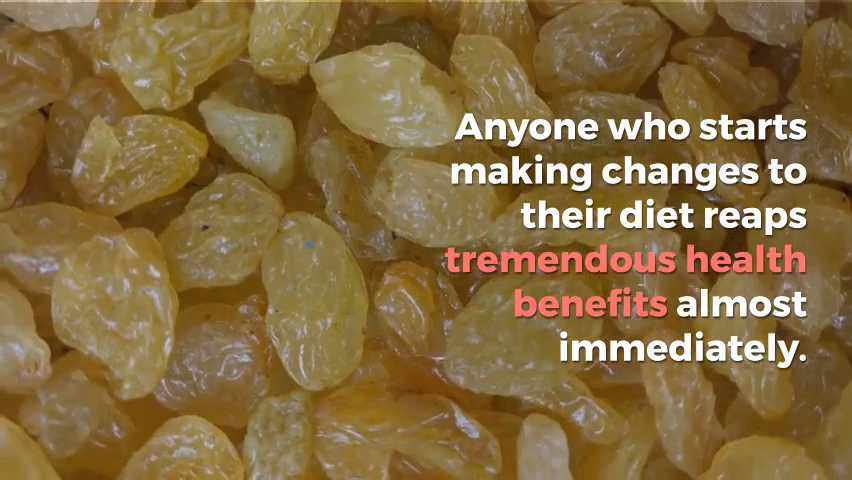 Anyone who starts
making changes to
their diet reaps
tremendous health
benefits almost
immediately.